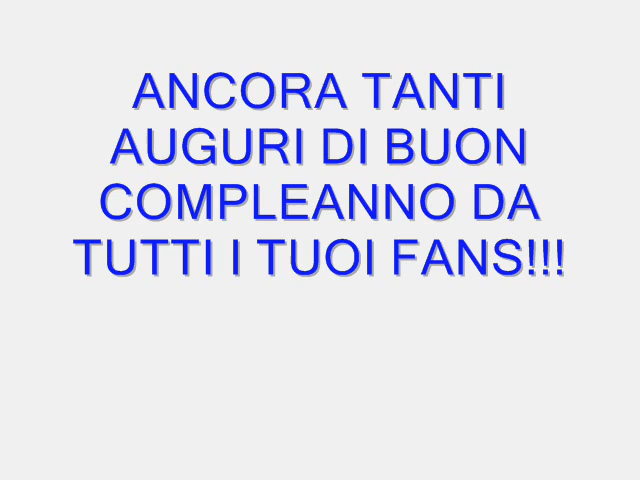 ANCORA TANTI
AUGURI DI BUON
COMPLEANNO DA
TUTTI I TUOI FANS!!!